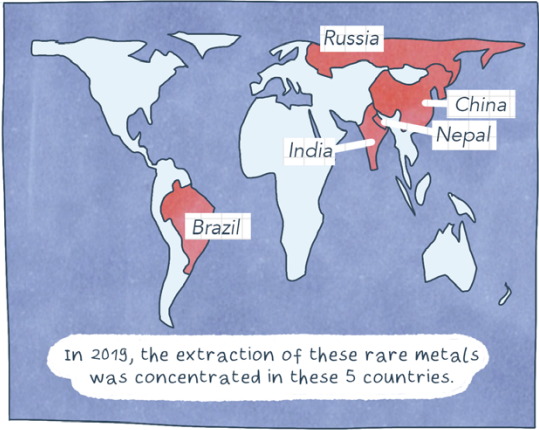 Russia
China
Nepal
India
Brazil
In 2019, the extraction of these rare metals
was concentrated in these 5 countries.